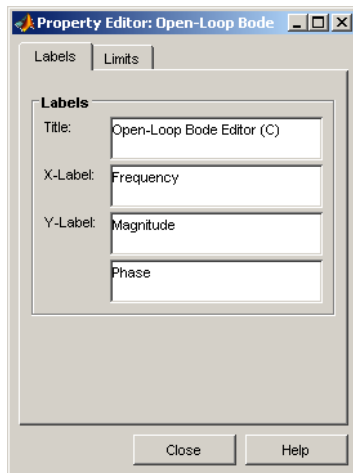 Property Editor: Open-Loop Bode
Labels Limits
Labels
Title: Open-Loop Bode Editor (C)
X-Label: Frequency
Y-Label: Magnitude
Phase
Close Help